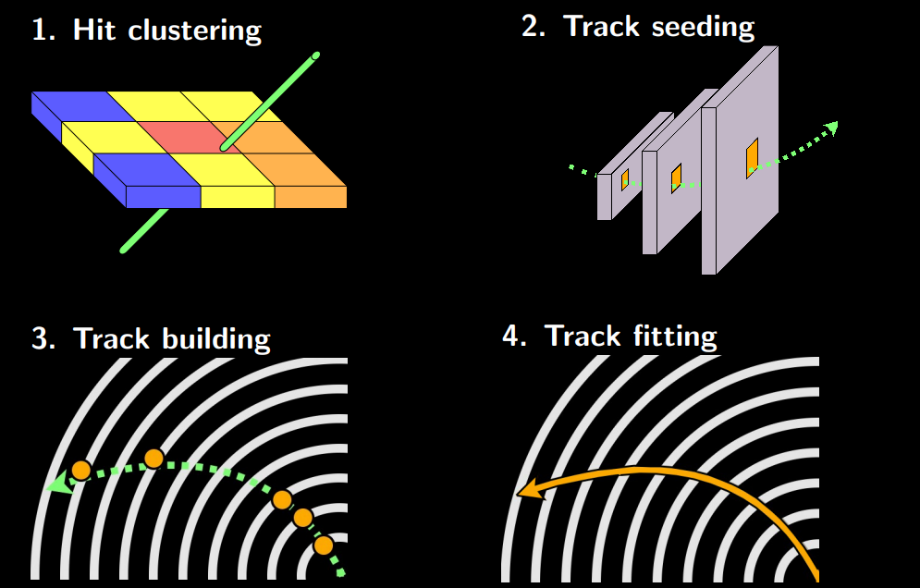 1. Hit clustering
2. Track seeding
3. Track building
4. Track fitting